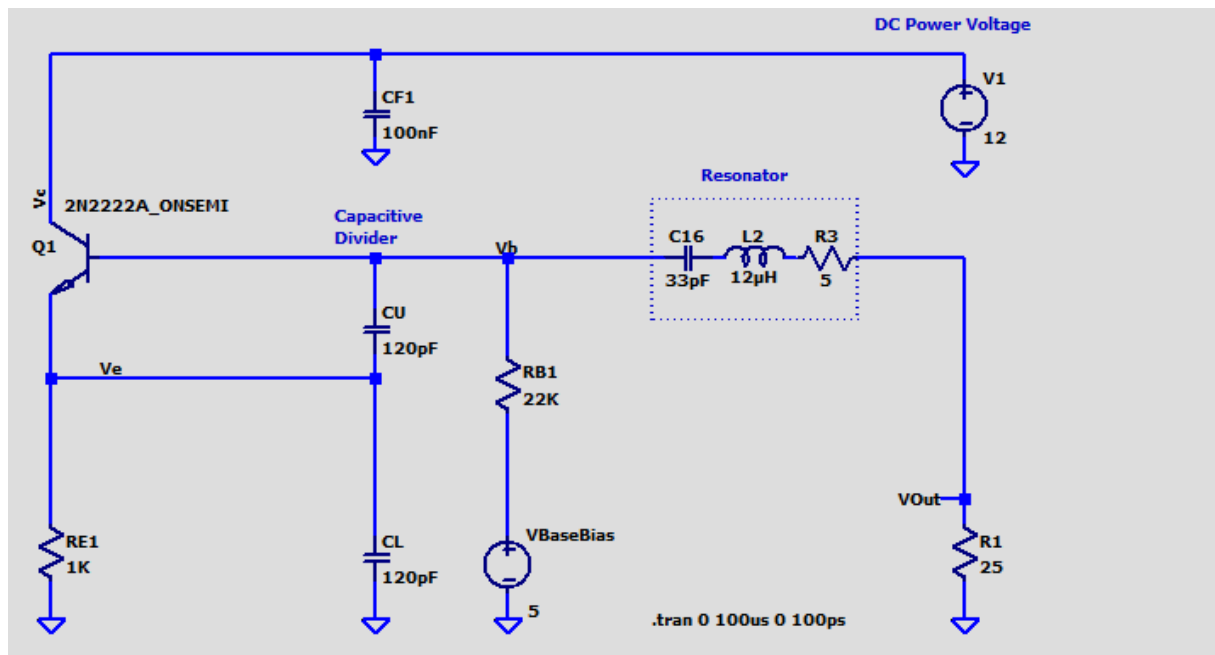 DC Power Voltage
V1
12
CF1
100nF
Vc
2N2222A_ONSEMI
Q1
Capacitive
Divider
Vb
Resonator
C16
33pF
L2
12µH
R3
5
CU
120pF
Ve
RB1
22K
RE1
1K
CL
120pF
VBaseBias
5
VOut
R1
25
.tran 0 100us 0 100ps